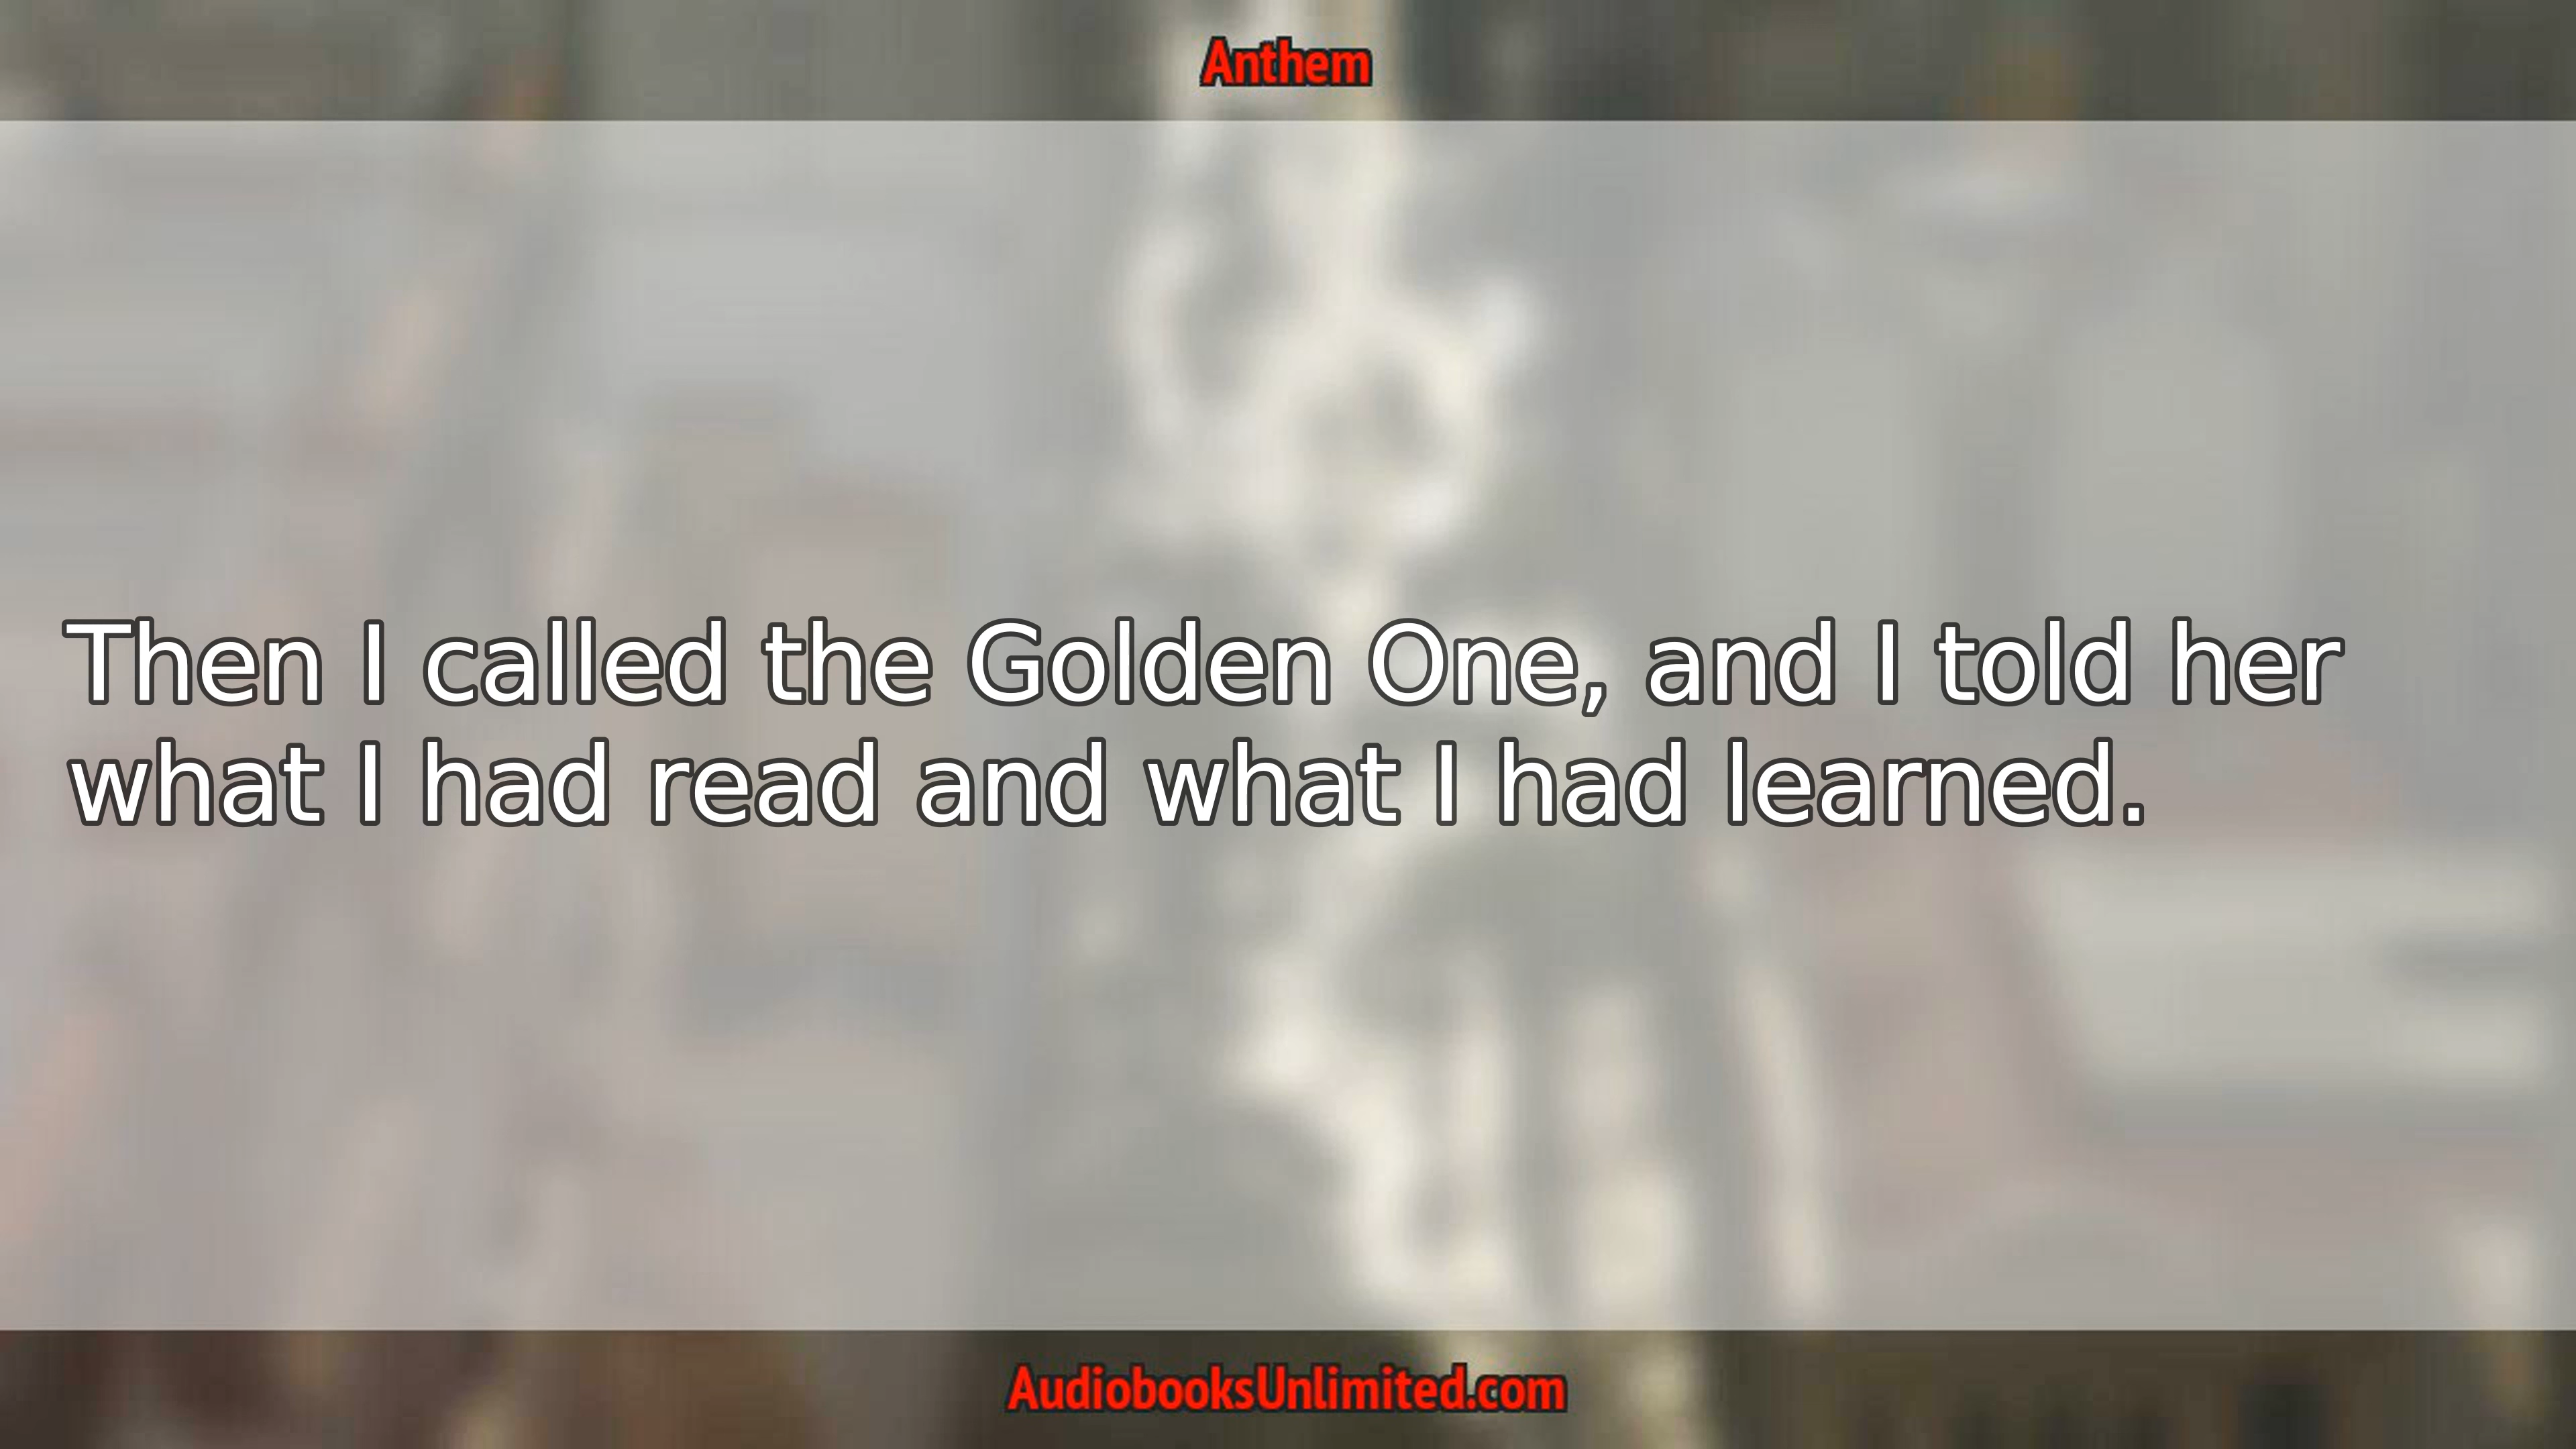 Anthem
Then I called the Golden One, and I told her
what I had read and what I had learned.
AudiobooksUnlimited.com